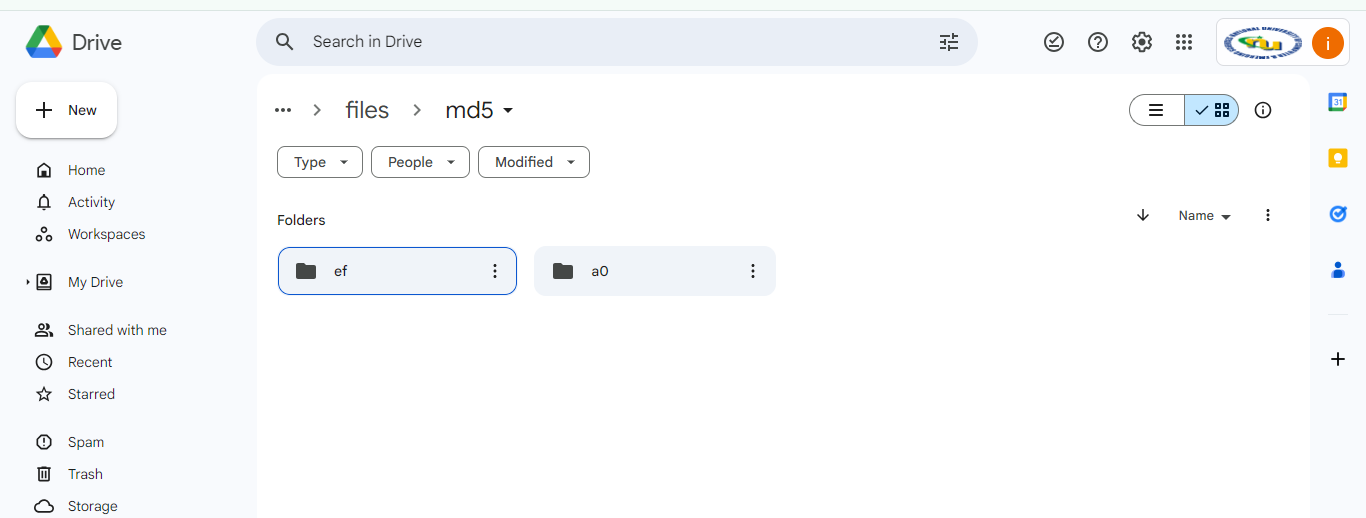 Drive
Search in Drive
i
New
files
md5
31
Type
People
Modified
Home
Activity
Workspaces
Folders
Name
ef
a0
My Drive
Shared with me
Recent
Starred
Spam
Trash
Storage